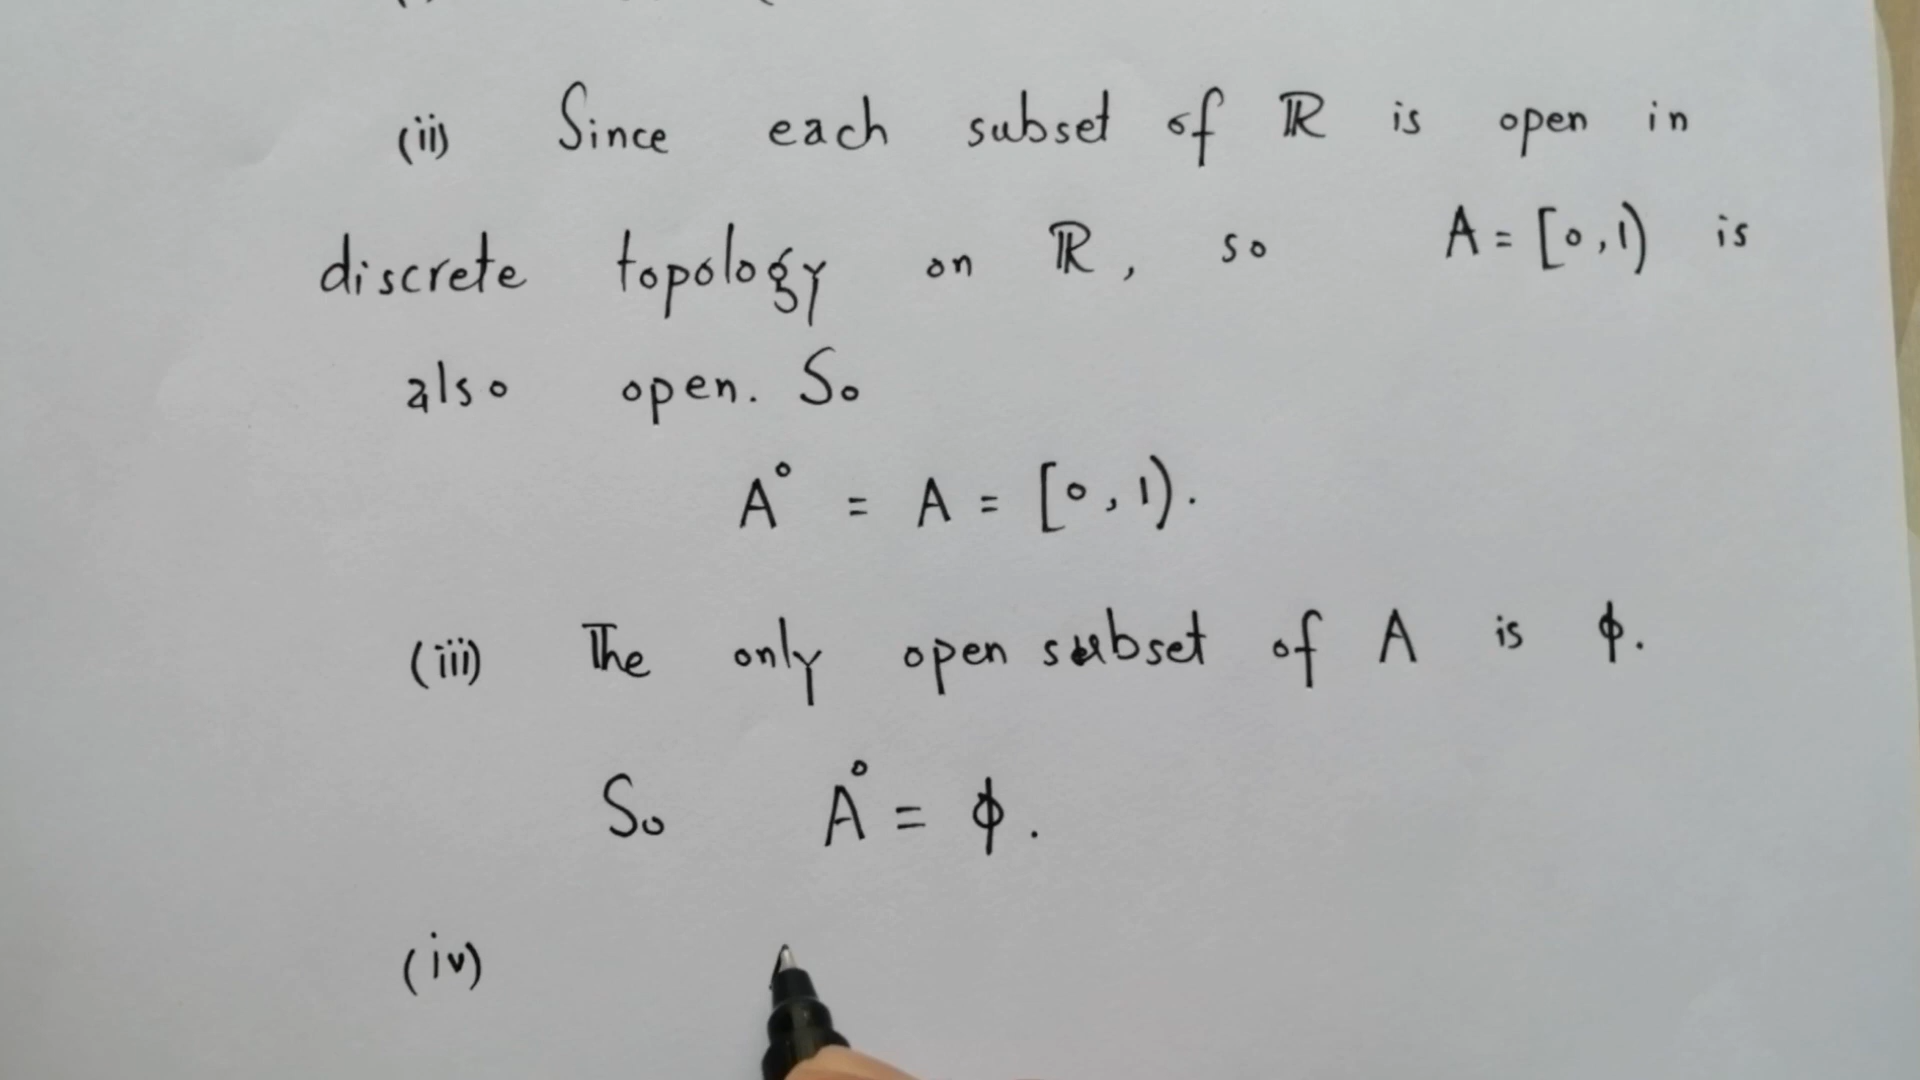 (ii) Since each subset of ℝ is open in
discrete topology on ℝ, so A = [0,1) is
also open. So
A° = A = [0,1).
(iii) The only open subset of A is ϕ.
So A° = ϕ.
(iv)